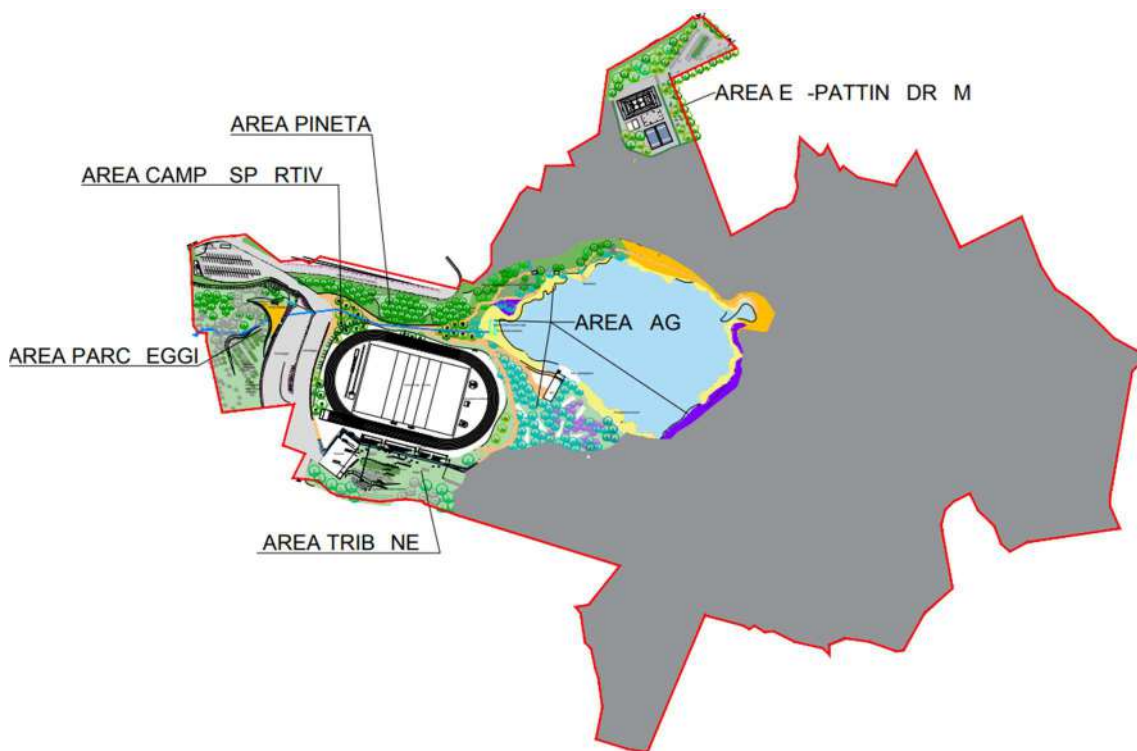 AREA E -PATTIN DR M
AREA PINETA
AREA CAMP SP RTIV
AREA AG
AREA PARC EGGI
AREA TRIB NE